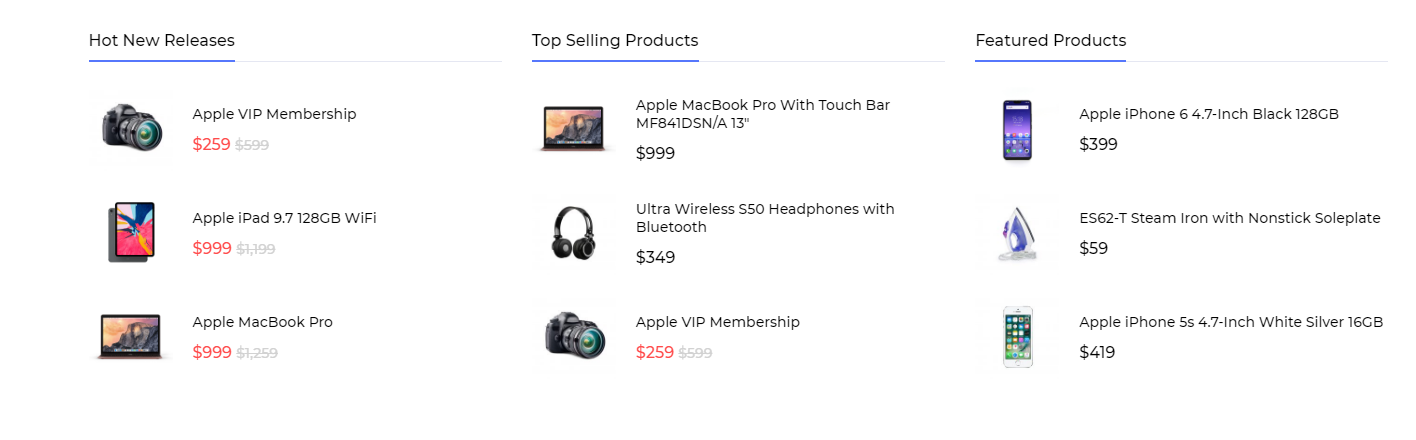 Hot New Releases
Apple VIP Membership
$259 $599
Apple iPad 9.7 128GB WiFi
$999 $1,199
Apple MacBook Pro
$999 $1,259
Top Selling Products
Apple MacBook Pro With Touch Bar
MF841DSN/A 13"
$999
Ultra Wireless S50 Headphones with
Bluetooth
$349
Apple VIP Membership
$259 $599
Featured Products
Apple iPhone 6 4.7-Inch Black 128GB
$399
ES62-T Steam Iron with Nonstick Soleplate
$59
Apple iPhone 5s 4.7-Inch White Silver 16GB
$419